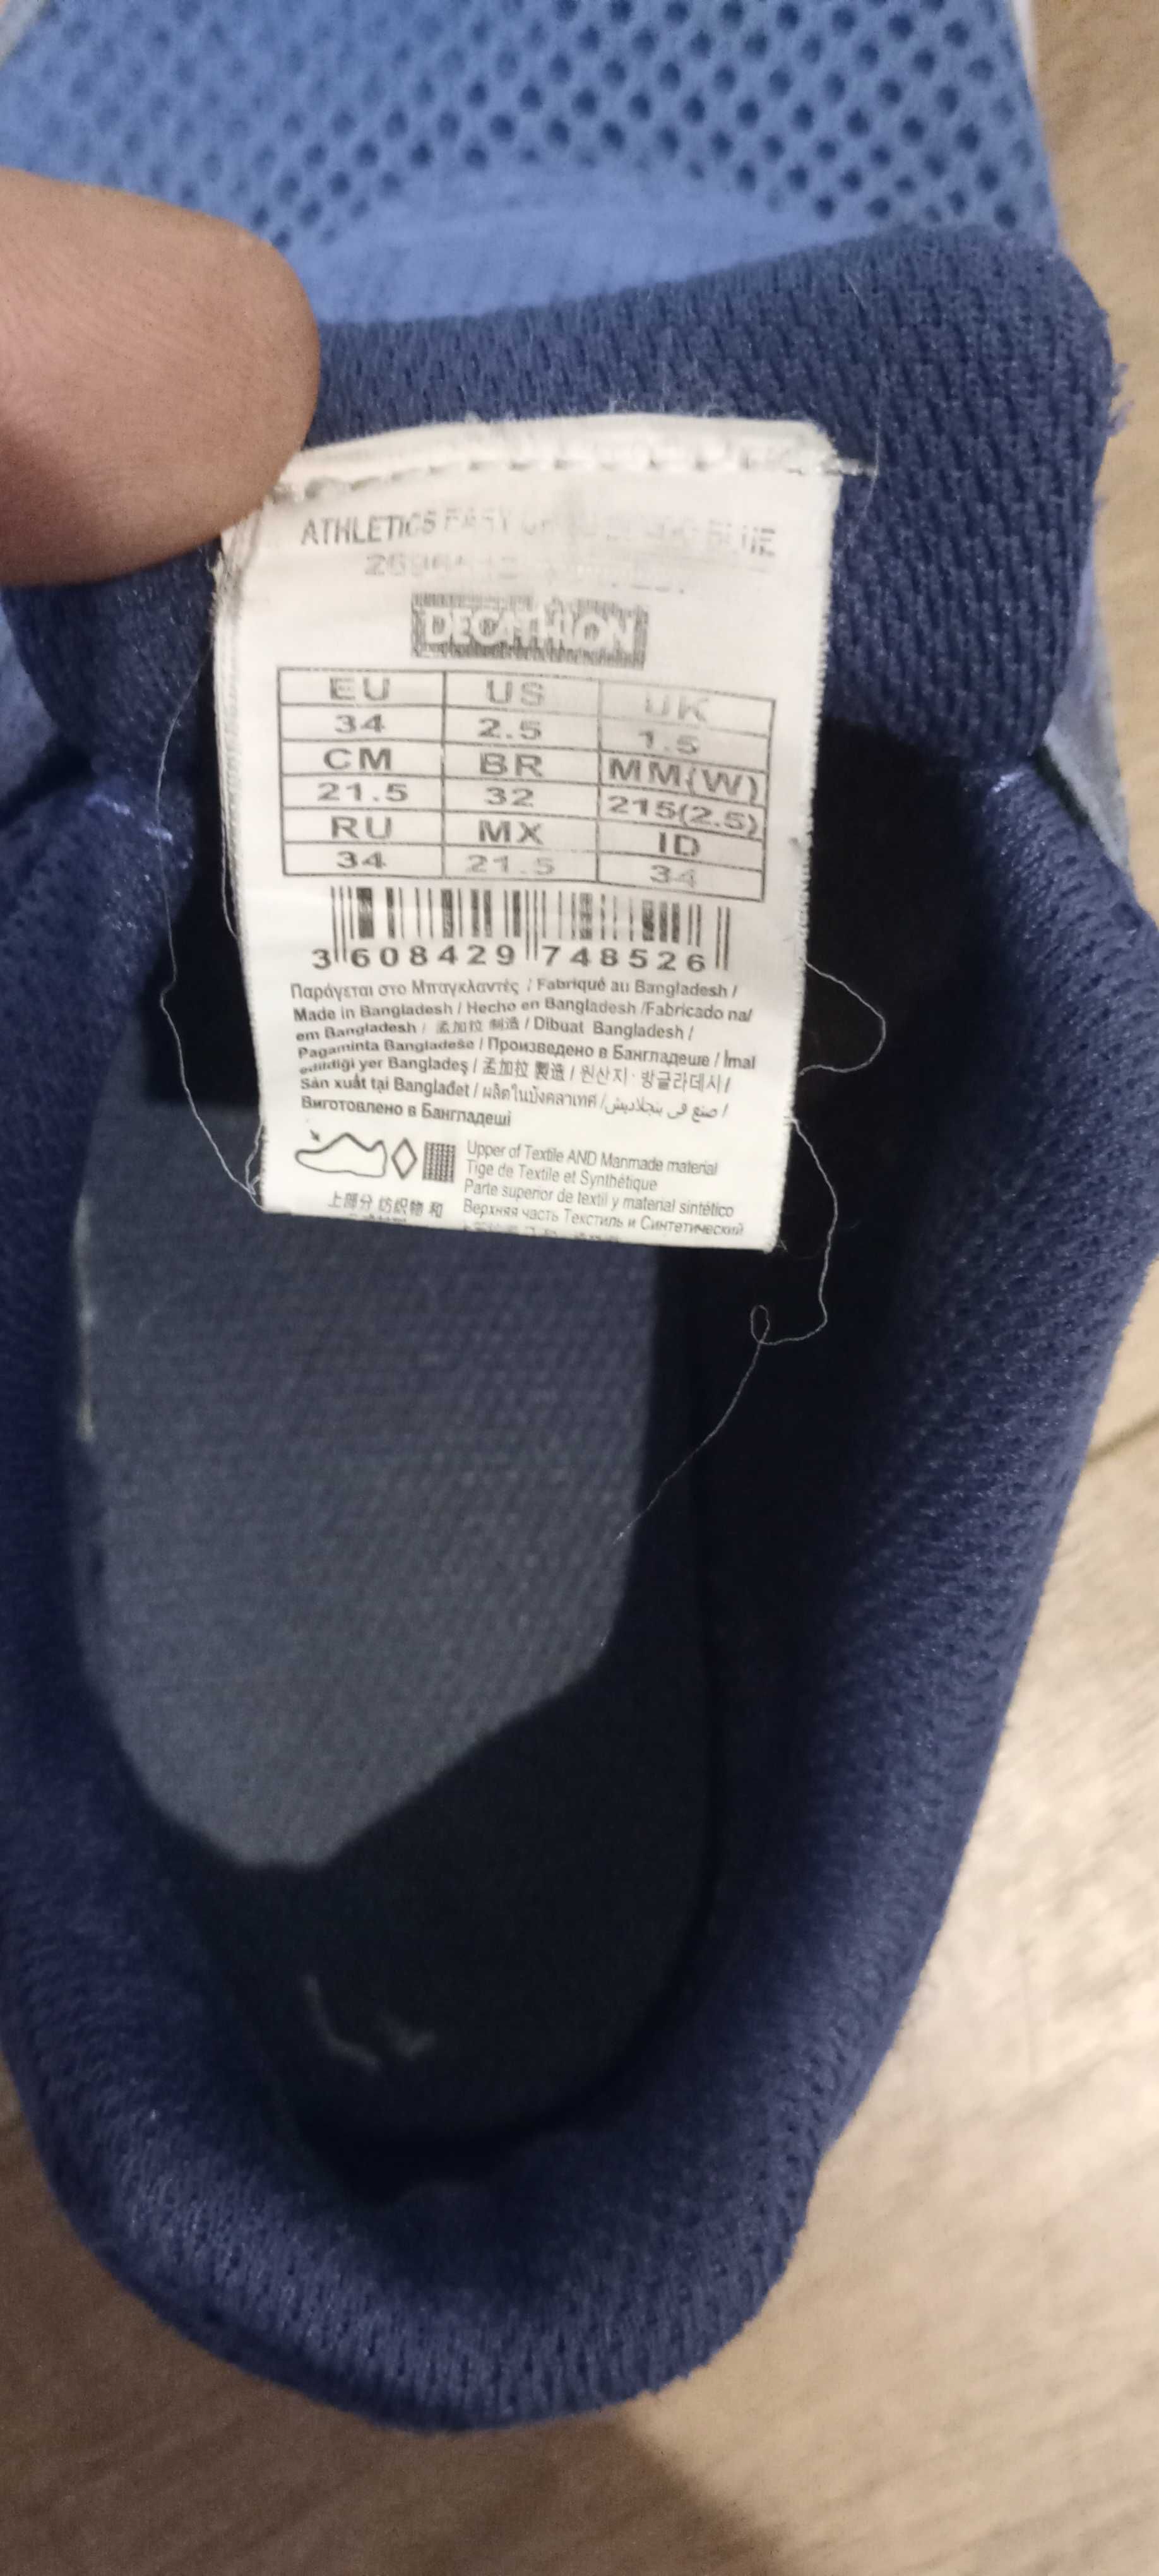 ATHLETICS BLUE
DECATHLON
EU US UK
34 2.5 1.5
CM BR MM(W)
21.5 32 215(2.5)
RU MX ID
34 21.5 34
3 608429 748526
Παράγεται στο Μπαγκλαντές / Fabriqué au Bangladesh /
Made in Bangladesh / Hecho en Bangladesh /Fabricado na/
em Bangladesh / 孟加拉 制造 / Dibuat Bangladesh /
Pagaminta Bangladeše / Произведено в Бангладеше / İmal
edildiği yer Bangladeş / 孟加拉 製造 / 원산지 · 방글라데시 /
Sản xuất tại Banglađet / ผลิตในบังคลาเทศ / صنع في بنجلاديش /
Виготовлено в Бангладеші
Upper of Textile AND Manmade material
Tige de Textile et Synthétique
Parte superior de textil y material sintético
上部分 纺织物 和 Верхняя часть Текстиль и Синтетический